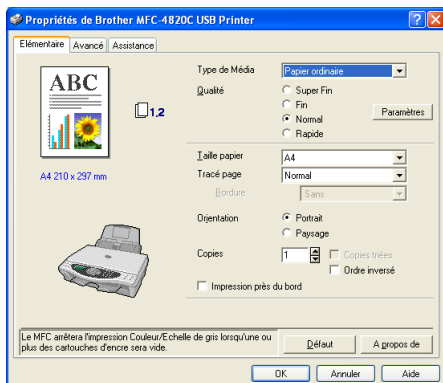 Propriétés de Brother MFC-4820C USB Printer
Elémentaire Avancé Assistance
ABC
1,2
A4 210 x 297 mm
Type de Média Papier ordinaire
Qualité Super Fin
Fin
Normal Paramètres
Rapide
Taille papier A4
Tracé page Normal
Bordure Sans
Orientation Portrait
Paysage
Copies 1 Copies triées
Ordre inversé
Impression près du bord
Le MFC arrêtera l'impression Couleur/Echelle de gris lorsqu'une ou
plus des cartouches d'encre sera vide.
Défaut A propos de
OK Annuler Aide